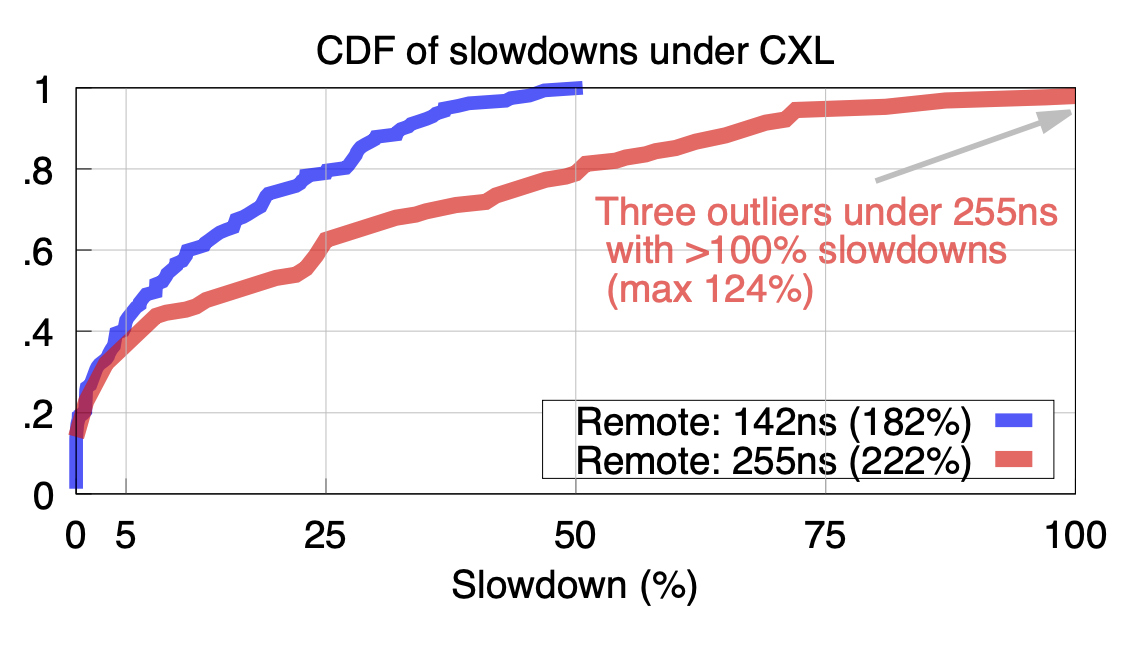 CDF of slowdowns under CXL
1
.8
.6
.4
.2
0
Three outliers under 255ns
with >100% slowdowns
(max 124%)
Remote: 142ns (182%)
Remote: 255ns (222%)
0 5 25 50 75 100
Slowdown (%)